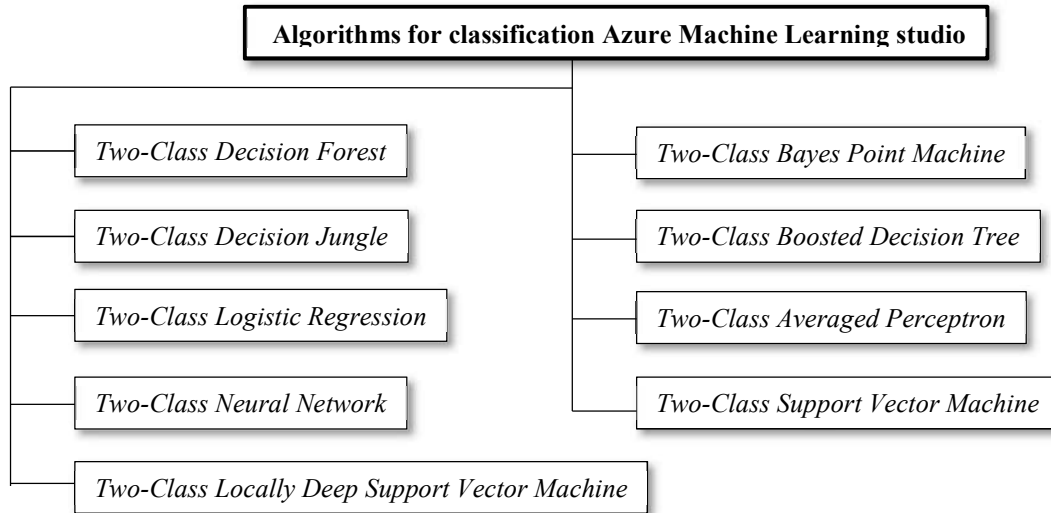 Algorithms for classification Azure Machine Learning studio
Two-Class Decision Forest
Two-Class Decision Jungle
Two-Class Logistic Regression
Two-Class Neural Network
Two-Class Locally Deep Support Vector Machine
Two-Class Bayes Point Machine
Two-Class Boosted Decision Tree
Two-Class Averaged Perceptron
Two-Class Support Vector Machine